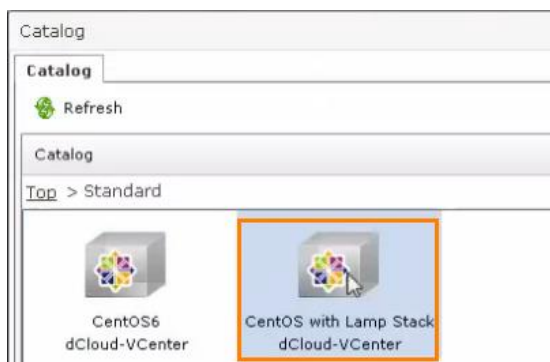 Catalog
Catalog
Refresh
Catalog
Top > Standard
CentOS6
dCloud-VCenter
CentOS with Lamp Stack
dCloud-VCenter